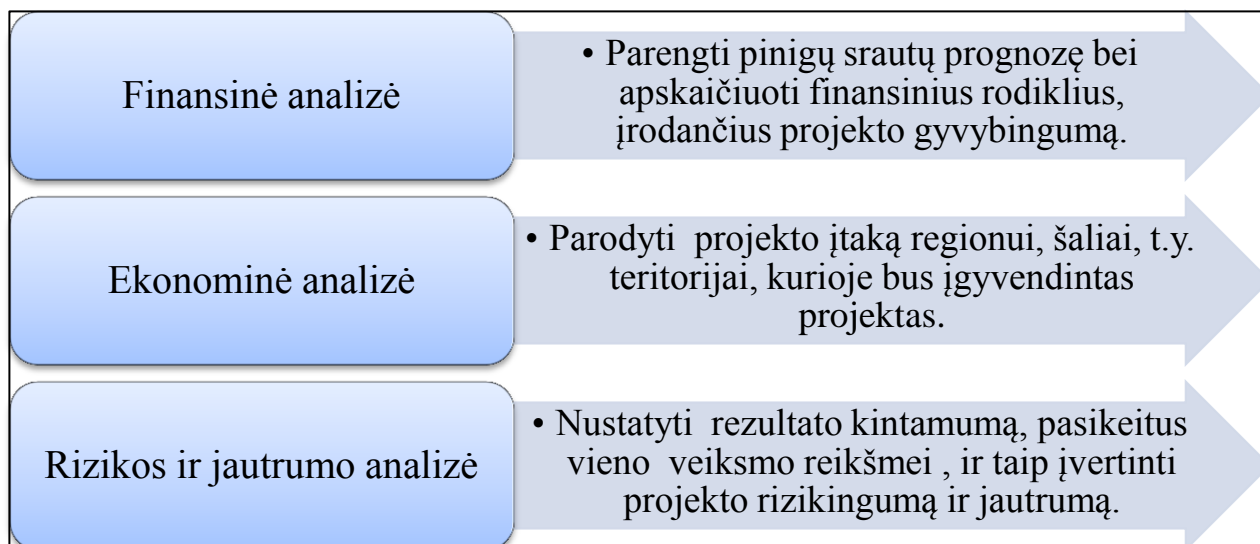 Finansinė analizė
• Parengti pinigų srautų prognozę bei
apskaičiuoti finansinius rodiklius,
įrodančius projekto gyvybingumą.
Ekonominė analizė
• Parodyti projekto įtaką regionui, šaliai, t.y.
teritorijai, kurioje bus įgyvendintas
projektas.
Rizikos ir jautrumo analizė
• Nustatyti rezultato kintamumą, pasikeitus
vieno veiksmo reikšmei , ir taip įvertinti
projekto rizikingumą ir jautrumą.